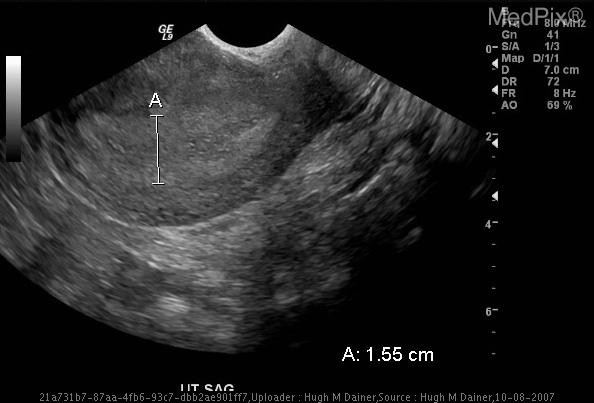 MedPix®
GE
L9
B
Frq 8.0 MHz
Gn 41
S/A 1/3
Map D/1/1
D 7.0 cm
DR 72
FR 8 Hz
AO 69 %
0
A
2
4
6
A: 1.55 cm
UT SAG
21a731b7-87aa-4fb6-93c7-dbb2ae901ff7,Uploader : Hugh M Dainer,Source : Hugh M Dainer,10-08-2007